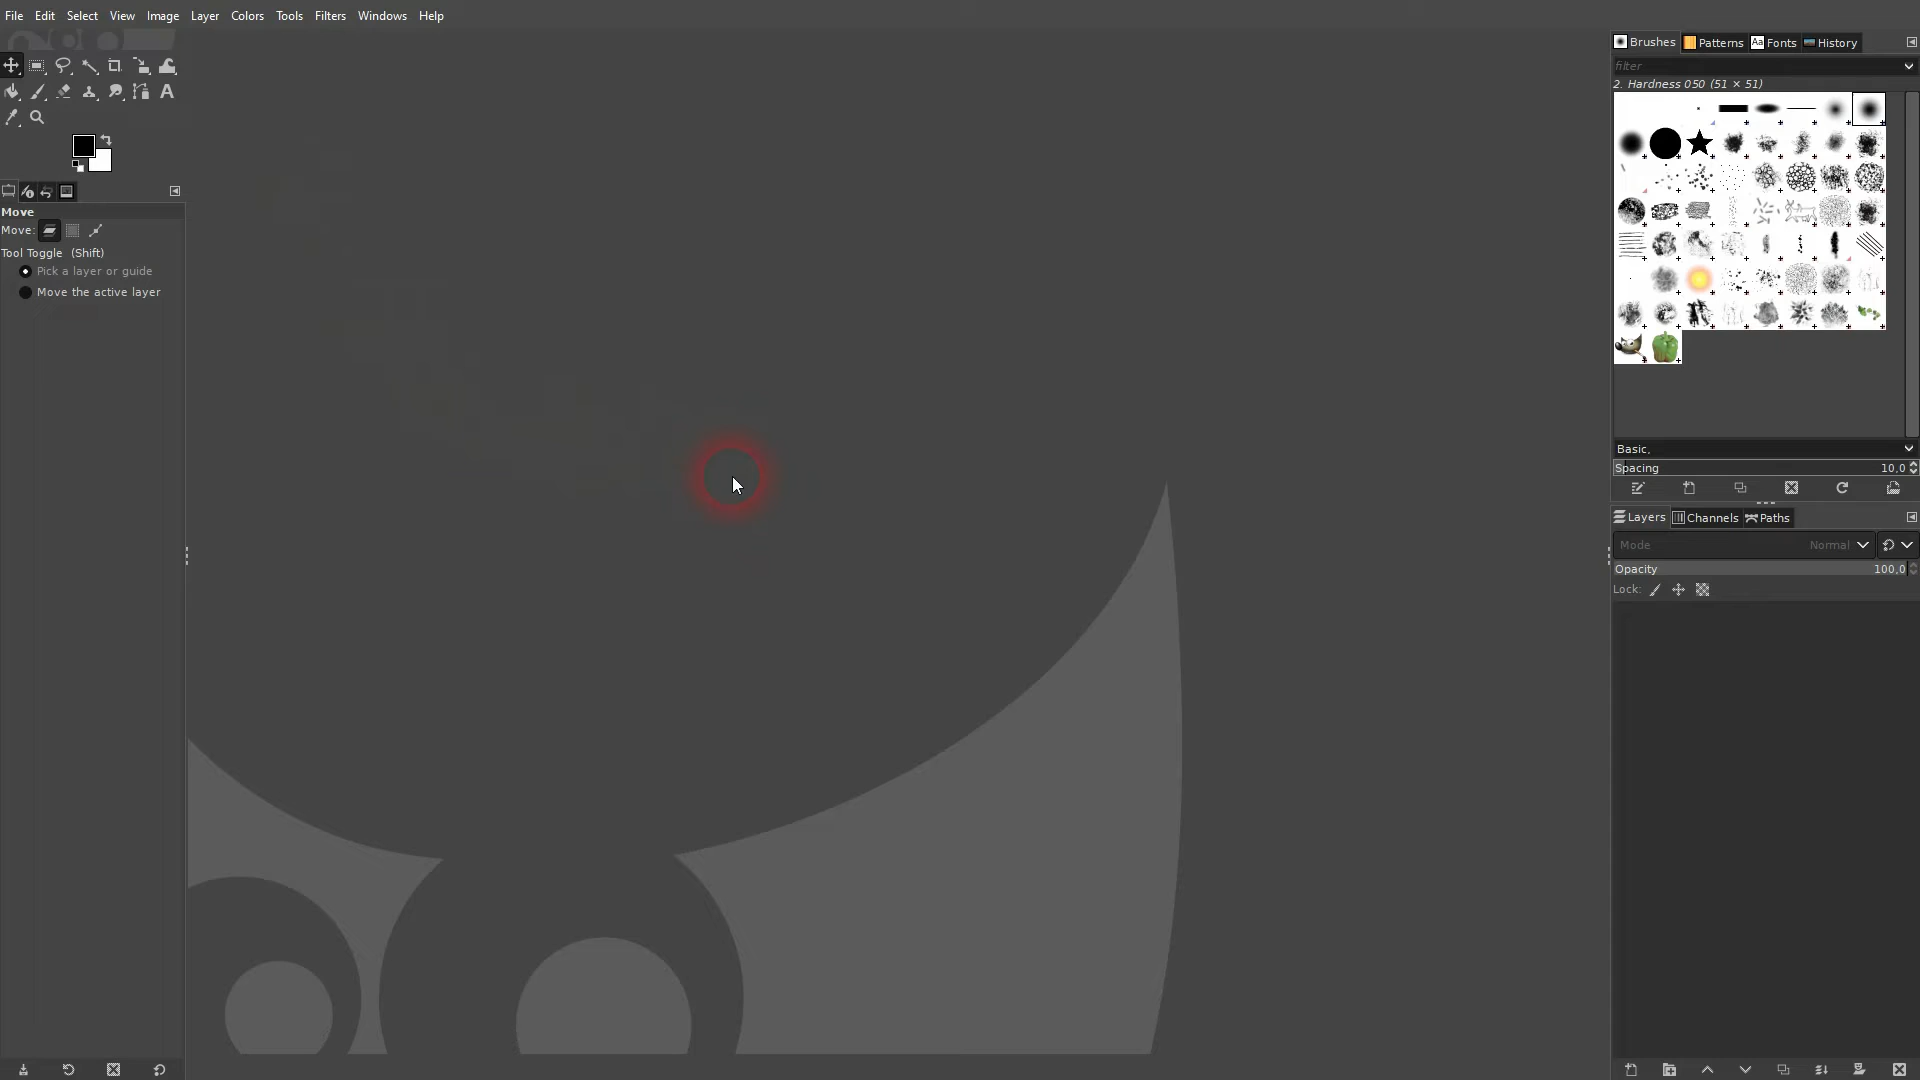 File Edit Select View Image Layer Colors Tools Filters Windows Help
Brushes Patterns Aa Fonts History
filter
2. Hardness 050 (51 × 51)
A
Move
Move:
Tool Toggle  (Shift)
Pick a layer or guide
Move the active layer
Basic,
Spacing 10,0
Layers Channels Paths
Mode Normal
Opacity 100,0
Lock: